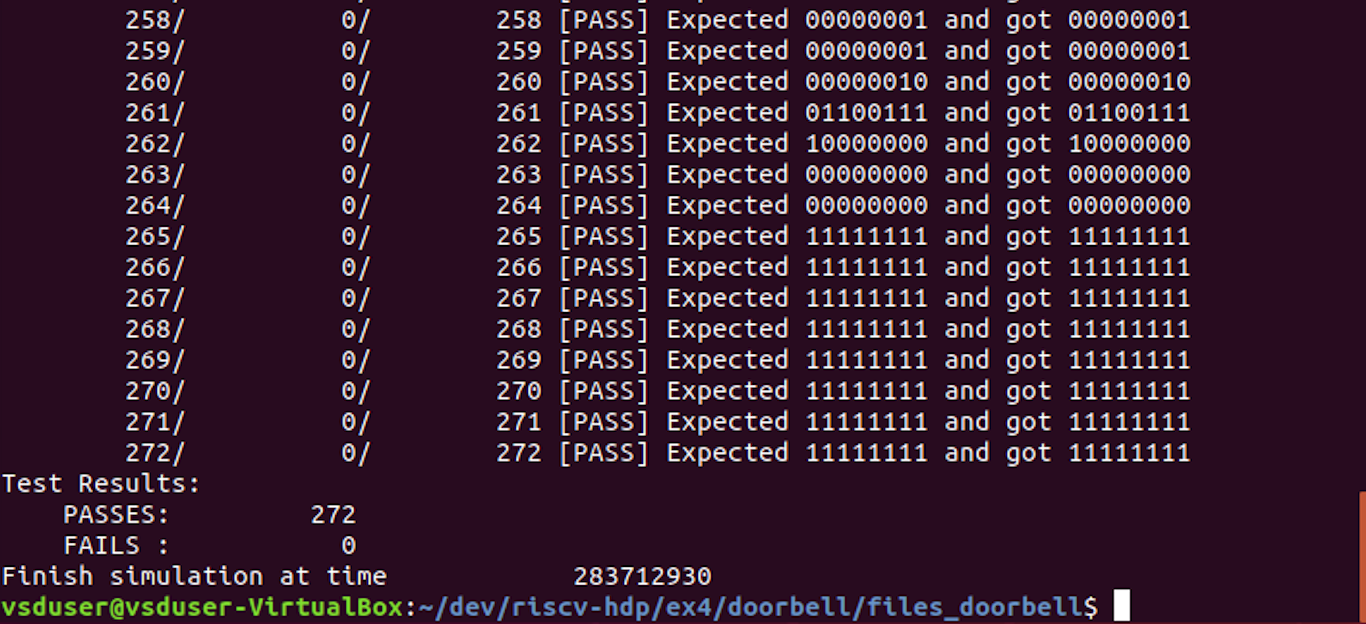 258/ 0/ 258 [PASS] Expected 00000001 and got 00000001
259/ 0/ 259 [PASS] Expected 00000001 and got 00000001
260/ 0/ 260 [PASS] Expected 00000010 and got 00000010
261/ 0/ 261 [PASS] Expected 01100111 and got 01100111
262/ 0/ 262 [PASS] Expected 10000000 and got 10000000
263/ 0/ 263 [PASS] Expected 00000000 and got 00000000
264/ 0/ 264 [PASS] Expected 00000000 and got 00000000
265/ 0/ 265 [PASS] Expected 11111111 and got 11111111
266/ 0/ 266 [PASS] Expected 11111111 and got 11111111
267/ 0/ 267 [PASS] Expected 11111111 and got 11111111
268/ 0/ 268 [PASS] Expected 11111111 and got 11111111
269/ 0/ 269 [PASS] Expected 11111111 and got 11111111
270/ 0/ 270 [PASS] Expected 11111111 and got 11111111
271/ 0/ 271 [PASS] Expected 11111111 and got 11111111
272/ 0/ 272 [PASS] Expected 11111111 and got 11111111
Test Results:
PASSES: 272
FAILS : 0
Finish simulation at time 283712930
vsduser@vsduser-VirtualBox:~/dev/riscv-hdp/ex4/doorbell/files_doorbell$